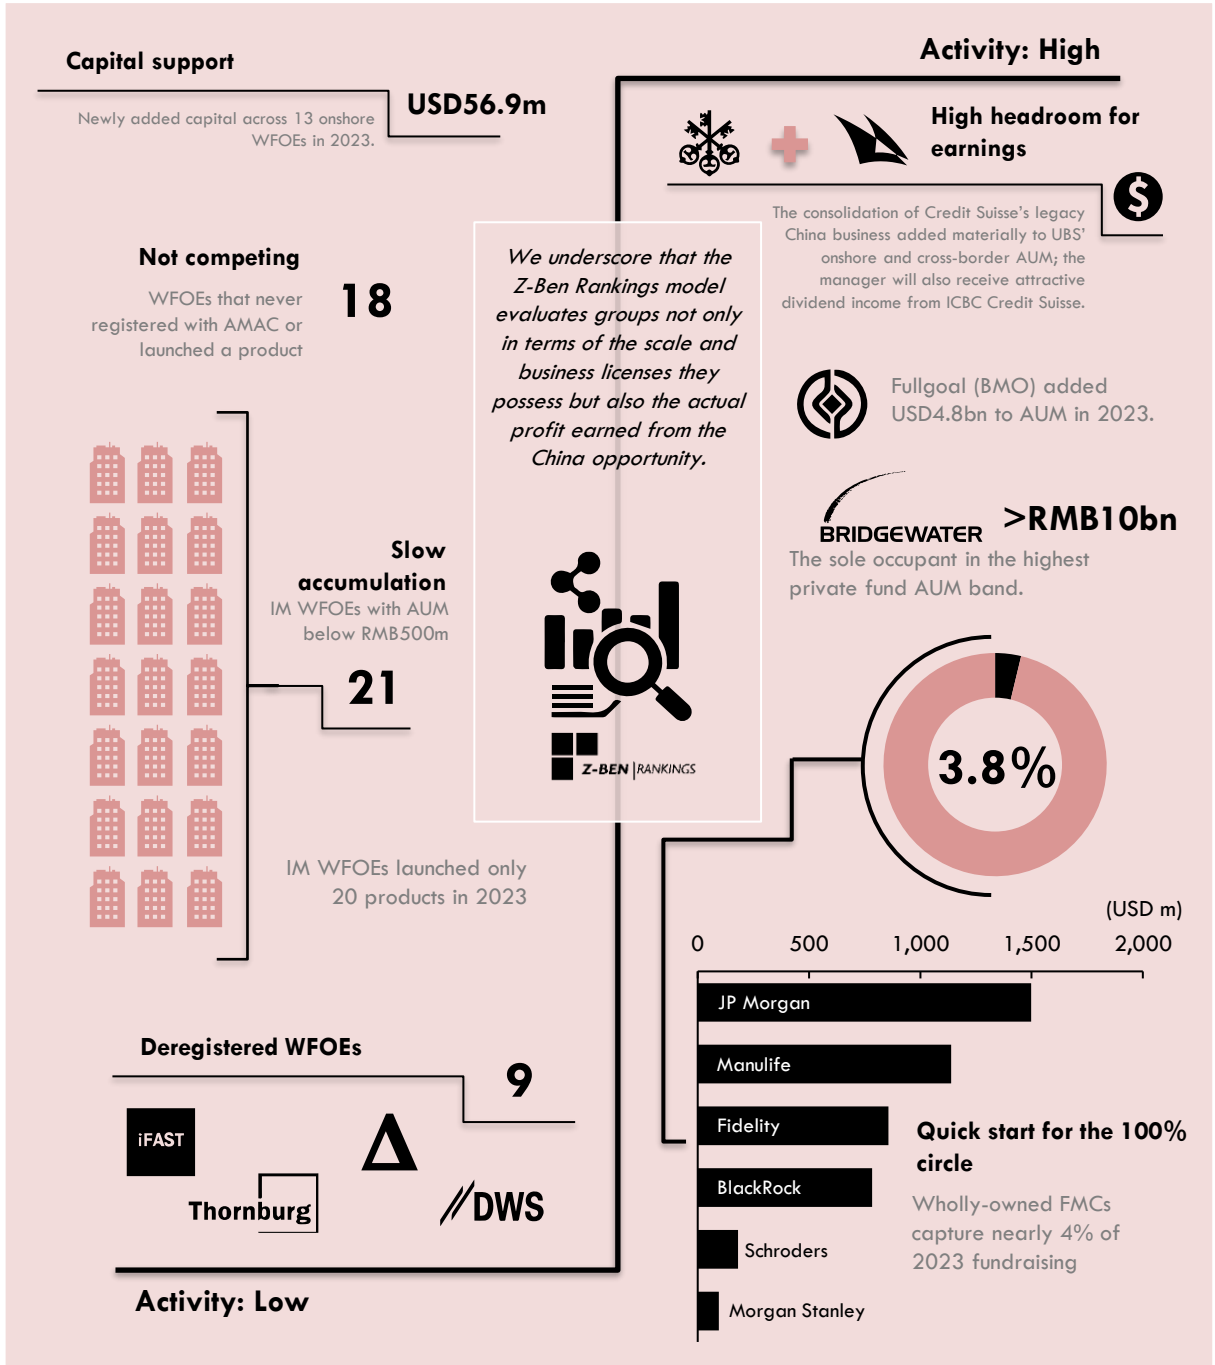 Capital support
USD56.9m
Newly added capital across 13 onshore
WFOEs in 2023.
Not competing
18
WFOEs that never
registered with AMAC or
launched a product
Slow
accumulation
IM WFOEs with AUM
below RMB500m
21
IM WFOEs launched only
20 products in 2023
Deregistered WFOEs
9
iFAST
Thornburg
DWS
Activity: Low
We underscore that the
Z-Ben Rankings model
evaluates groups not only
in terms of the scale and
business licenses they
possess but also the actual
profit earned from the
China opportunity.
Z-BEN | RANKINGS
Activity: High
High headroom for
earnings
$
The consolidation of Credit Suisse's legacy
China business added materially to UBS'
onshore and cross-border AUM; the
manager will also receive attractive
dividend income from ICBC Credit Suisse.
Fullgoal (BMO) added
USD4.8bn to AUM in 2023.
BRIDGEWATER
>RMB10bn
The sole occupant in the highest
private fund AUM band.
3.8%
(USD m)
0 500 1,000 1,500 2,000
JP Morgan
Manulife
Fidelity
BlackRock
Schroders
Morgan Stanley
Quick start for the 100%
circle
Wholly-owned FMCs
capture nearly 4% of
2023 fundraising